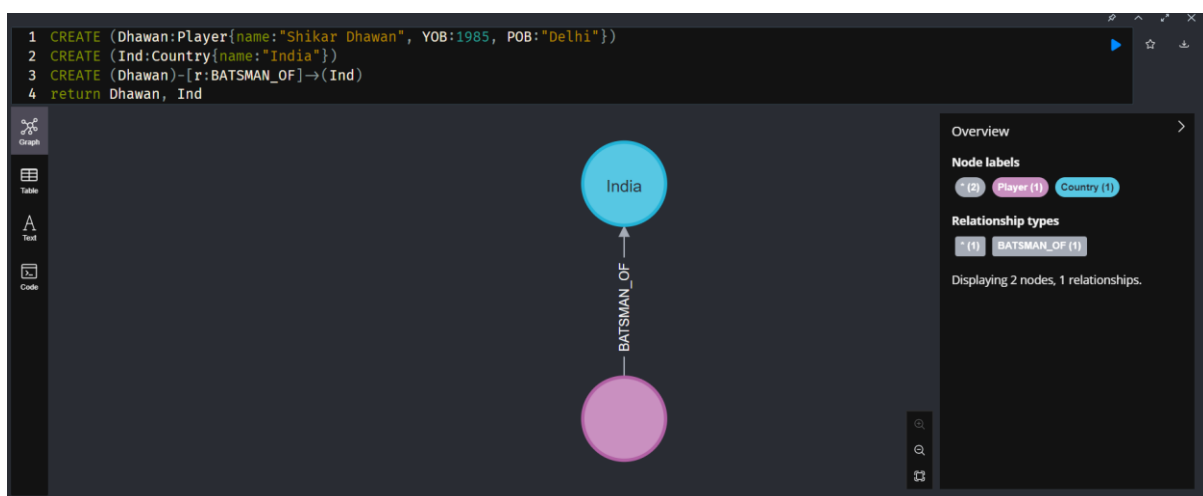 1 CREATE (Dhawan:Player{name:"Shikar Dhawan", YOB:1985, POB:"Delhi"})
2 CREATE (Ind:Country{name:"India"})
3 CREATE (Dhawan)-[r:BATSMAN_OF]→(Ind)
4 return Dhawan, Ind
Graph
Table
A
Text
Code
India
BATSMAN_OF
Overview
Node labels
* (2) Player (1) Country (1)
Relationship types
* (1) BATSMAN_OF (1)
Displaying 2 nodes, 1 relationships.